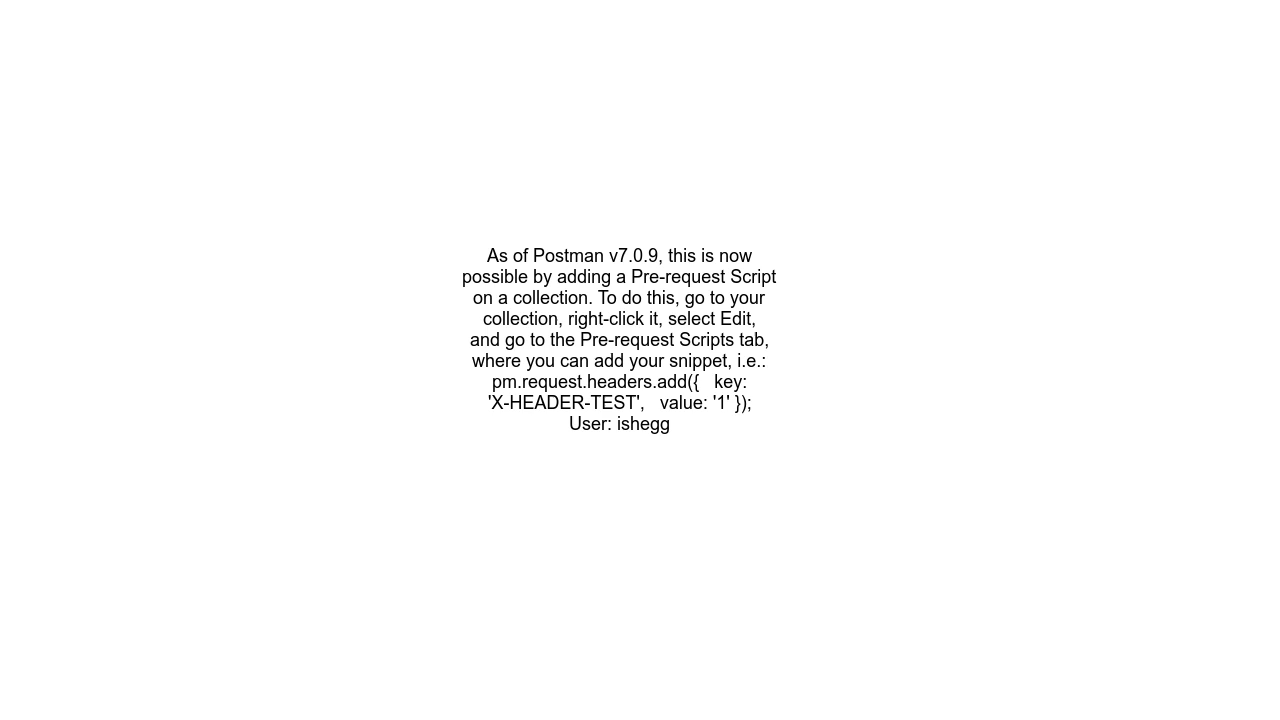 As of Postman v7.0.9, this is now
possible by adding a Pre-request Script
on a collection. To do this, go to your
collection, right-click it, select Edit,
and go to the Pre-request Scripts tab,
where you can add your snippet, i.e.:
pm.request.headers.add({   key:
'X-HEADER-TEST',   value: '1' });
User: ishegg